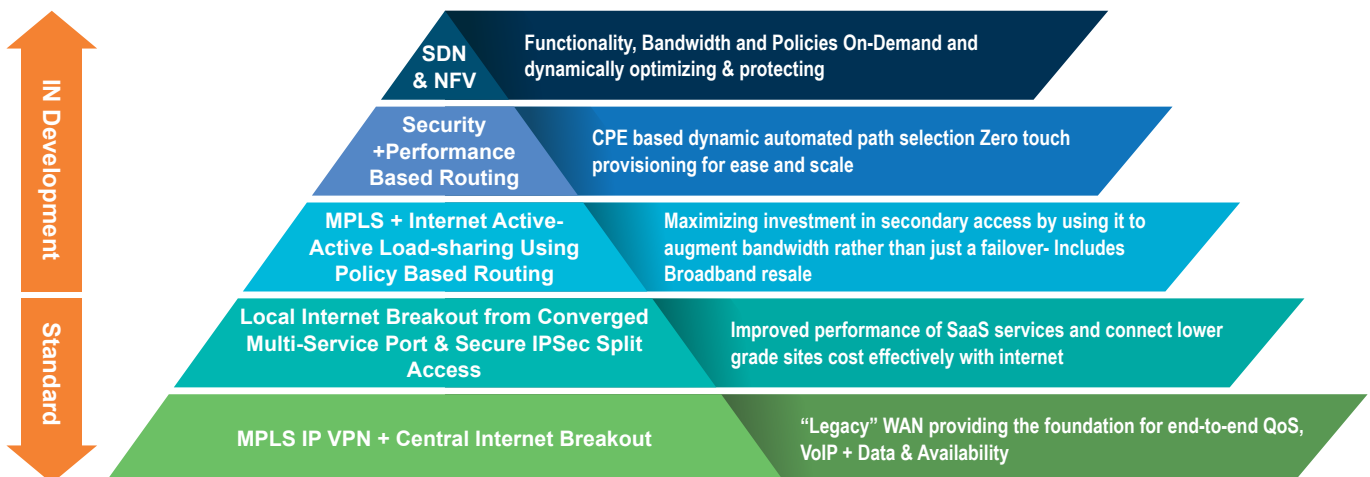 IN Development
Standard
SDN
& NFV
Functionality, Bandwidth and Policies On-Demand and
dynamically optimizing & protecting
Security
+Performance
Based Routing
CPE based dynamic automated path selection Zero touch
provisioning for ease and scale
MPLS + Internet Active-
Active Load-sharing Using
Policy Based Routing
Maximizing investment in secondary access by using it to
augment bandwidth rather than just a failover- Includes
Broadband resale
Local Internet Breakout from Converged
Multi-Service Port & Secure IPSec Split
Access
Improved performance of SaaS services and connect lower
grade sites cost effectively with internet
MPLS IP VPN + Central Internet Breakout
“Legacy” WAN providing the foundation for end-to-end QoS,
VoIP + Data & Availability